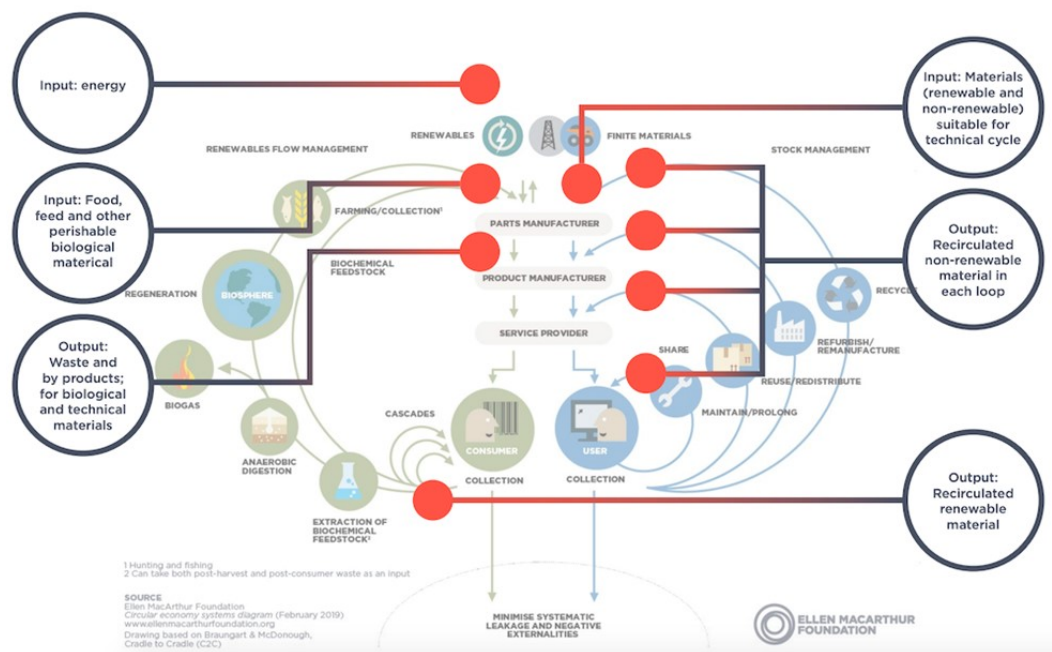 Input: energy
Input: Food,
feed and other
perishable
biological
materical
Output:
Waste and
by products;
for biological
and technical
materials
Input: Materials
(renewable and
non-renewable)
suitable for
technical cycle
Output:
Recirculated
non-renewable
material in
each loop
Output:
Recirculated
renewable
material
RENEWABLES
FINITE MATERIALS
RENEWABLES FLOW MANAGEMENT
STOCK MANAGEMENT
FARMING/COLLECTION¹
PARTS MANUFACTURER
BIOCHEMICAL
FEEDSTOCK
PRODUCT MANUFACTURER
REGENERATION
BIOSPHERE
RECYCLE
SERVICE PROVIDER
SHARE
REFURBISH/
REMANUFACTURE
REUSE/REDISTRIBUTE
BIOGAS
CASCADES
MAINTAIN/PROLONG
CONSUMER
USER
ANAEROBIC
DIGESTION
COLLECTION
COLLECTION
EXTRACTION OF
BIOCHEMICAL
FEEDSTOCK²
1 Hunting and fishing
2 Can take both post-harvest and post-consumer waste as an input
SOURCE
Ellen MacArthur Foundation
Circular economy systems diagram (February 2019)
www.ellenmacarthurfoundation.org
Drawing based on Braungart & McDonough,
Cradle to Cradle (C2C)
MINIMISE SYSTEMATIC
LEAKAGE AND NEGATIVE
EXTERNALITIES
ELLEN MACARTHUR
FOUNDATION